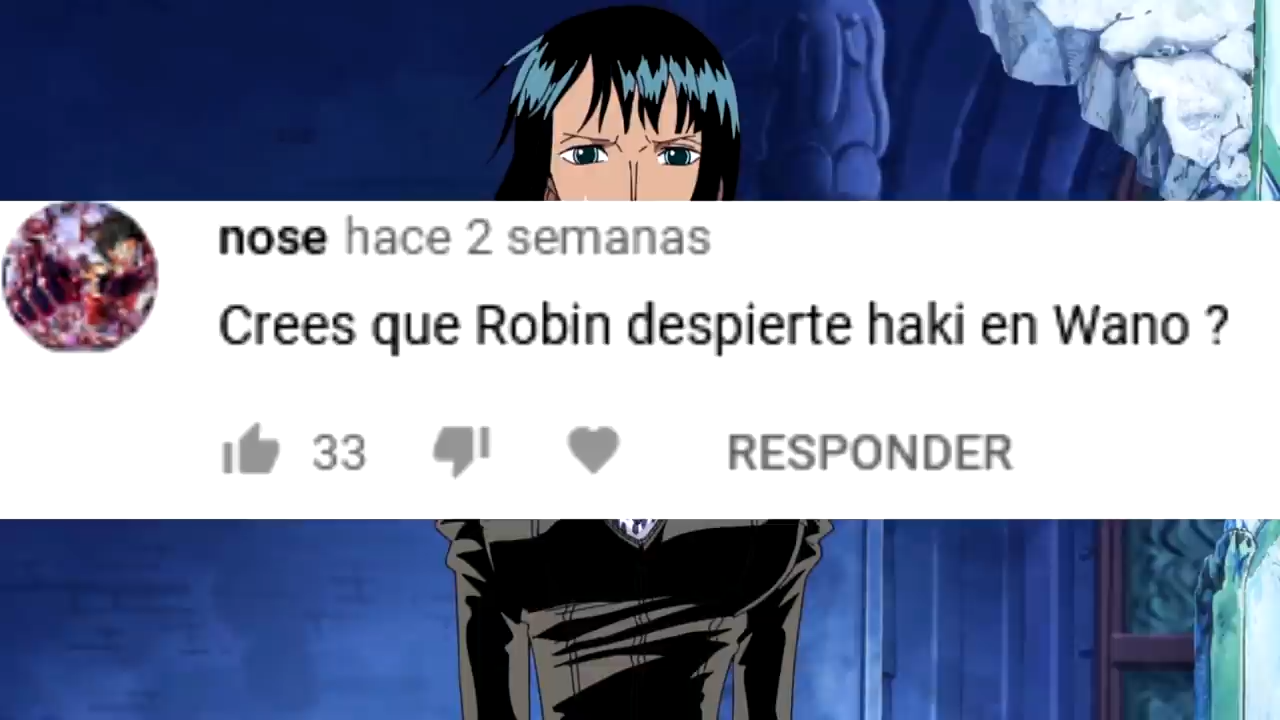 nose hace 2 semanas
Crees que Robin despierte haki en Wano ?
33 RESPONDER